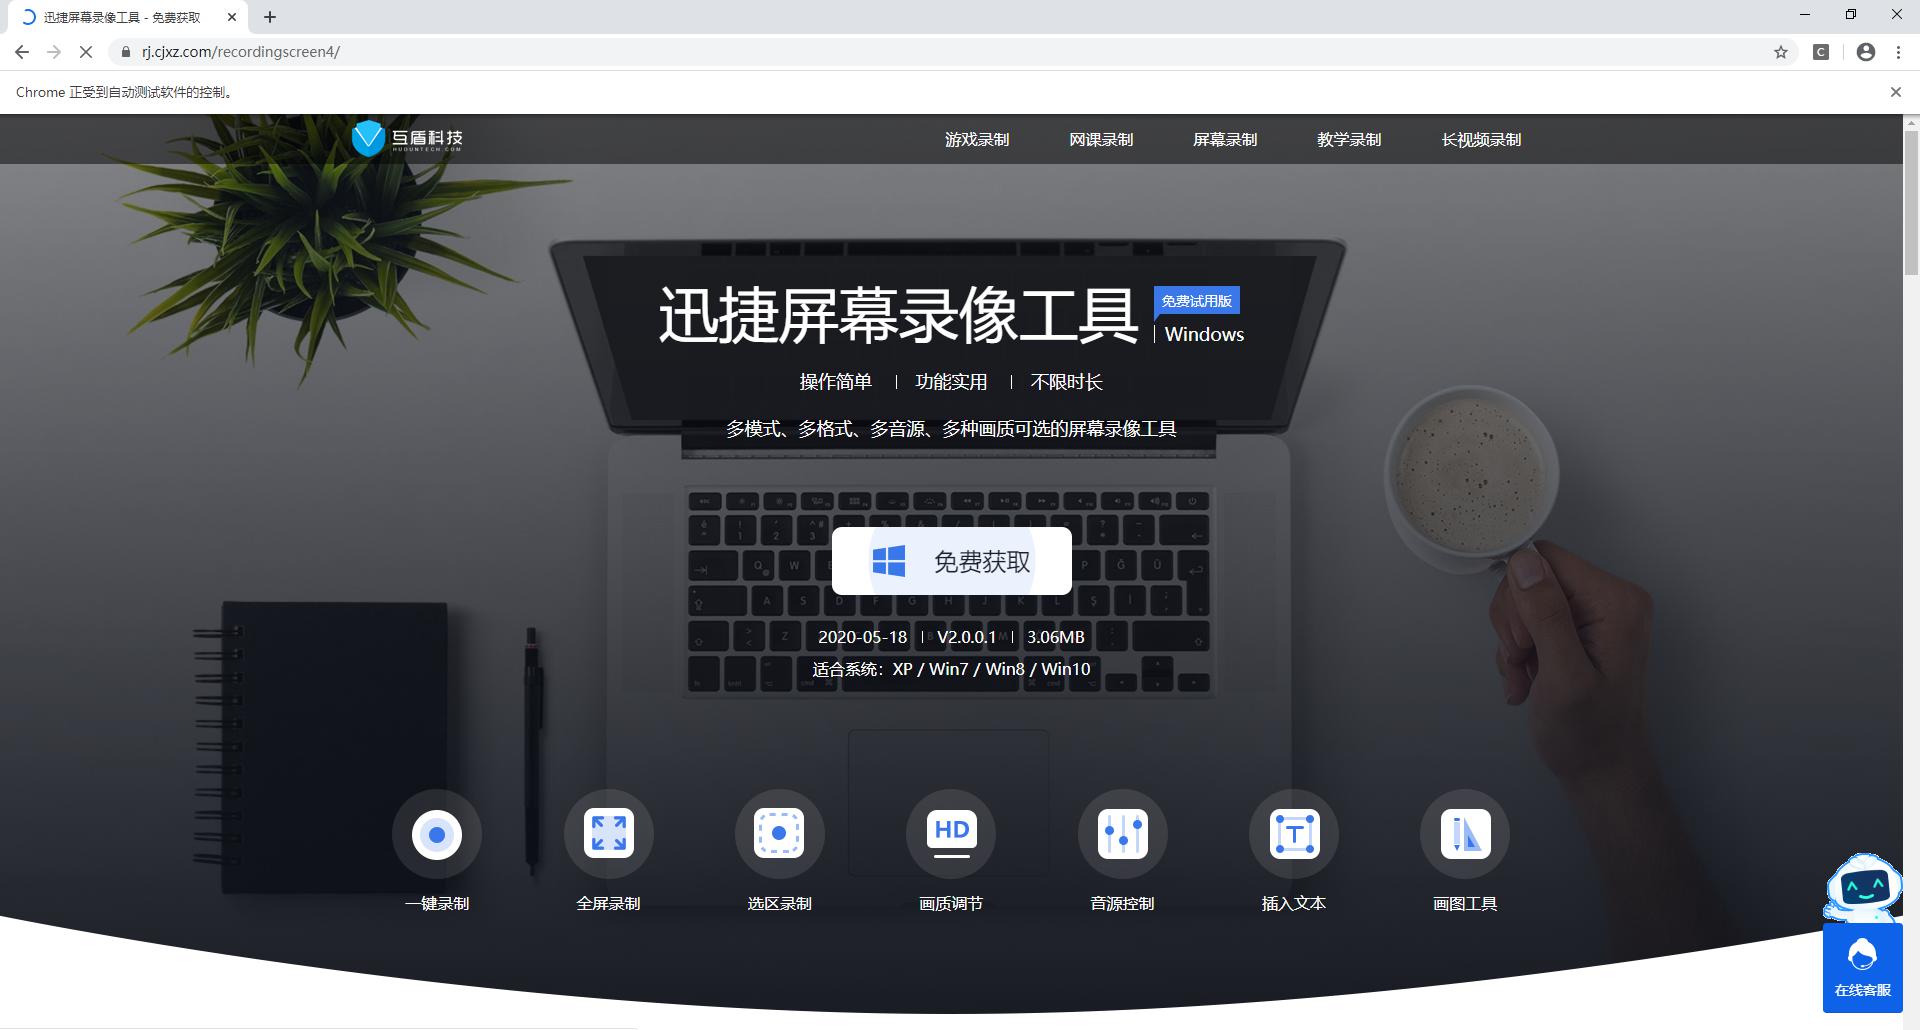 迅捷屏幕录像工具 - 免费获取
rj.cjxz.com/recordingscreen4/
Chrome 正受到自动测试软件的控制。
互盾科技
HUDUNTECH.COM
游戏录制 网课录制 屏幕录制 教学录制 长视频录制
迅捷屏幕录像工具
免费试用版
Windows
操作简单 | 功能实用 | 不限时长
多模式、多格式、多音源、多种画质可选的屏幕录像工具
免费获取
2020-05-18 | V2.0.0.1 | 3.06MB
适合系统：XP / Win7 / Win8 / Win10
HD
T
一键录制 全屏录制 选区录制 画质调节 音源控制 插入文本 画图工具
在线客服